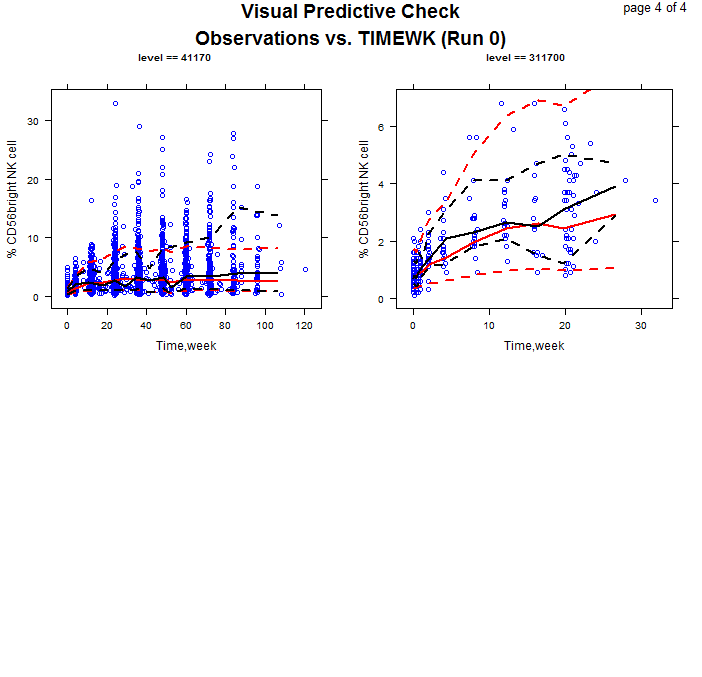 Visual Predictive Check
page 4 of 4
Observations vs. TIMEWK (Run 0)
level == 41170
level == 311700
% CD56bright NK cell
30
20
10
0
0 20 40 60 80 100 120
Time,week
% CD56bright NK cell
6
4
2
0
0 10 20 30
Time,week